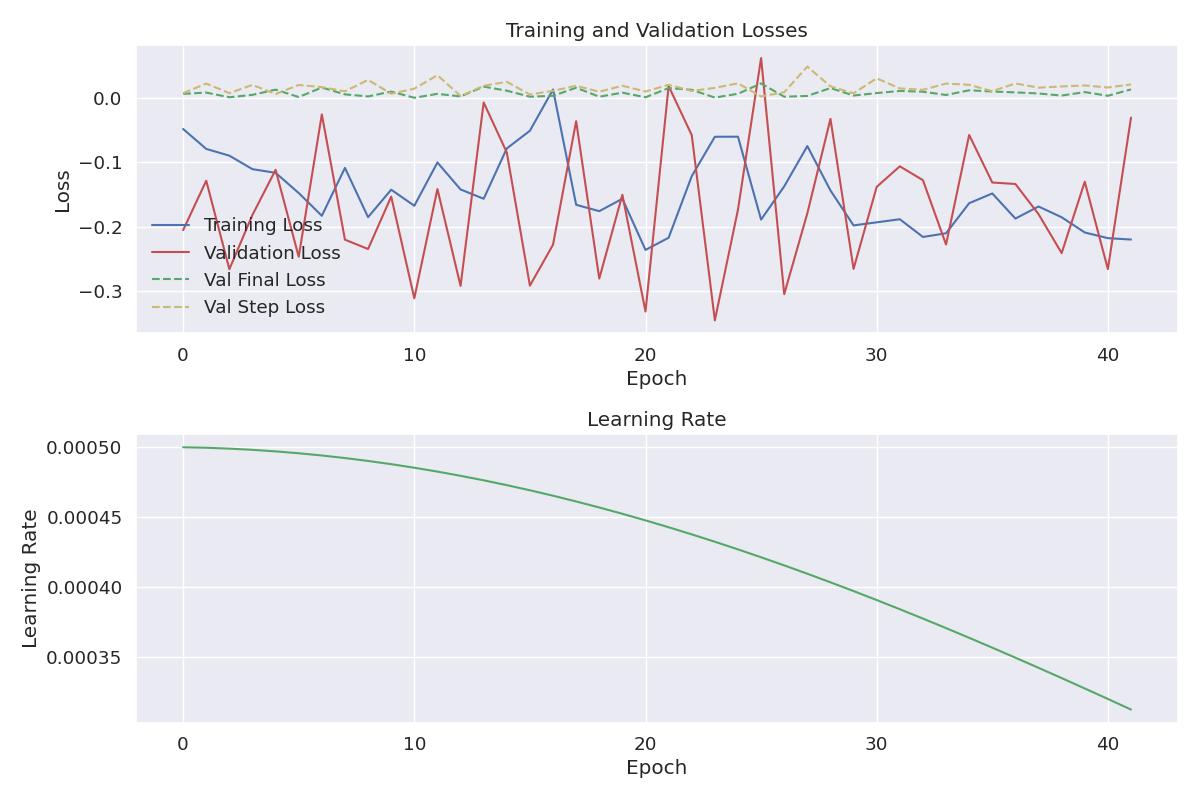 Training and Validation Losses
0.0
−0.1
−0.2
−0.3
Loss
Training Loss
Validation Loss
Val Final Loss
Val Step Loss
0 10 20 30 40
Epoch
Learning Rate
0.00050
0.00045
0.00040
0.00035
Learning Rate
0 10 20 30 40
Epoch